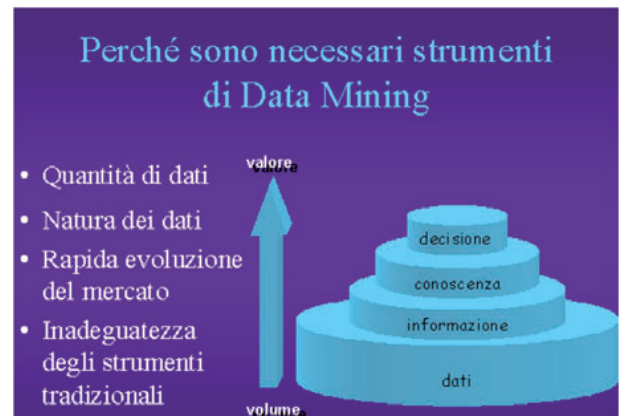 Perché sono necessari strumenti
di Data Mining
• Quantità di dati
• Natura dei dati
• Rapida evoluzione
del mercato
• Inadeguatezza
degli strumenti
tradizionali
valore
volume
decisione
conoscenza
informazione
dati